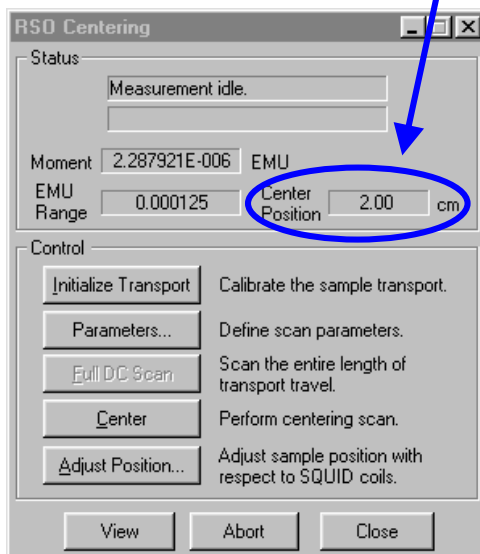 RSO Centering
Status
Measurement idle.
Moment 2.287921E-006 EMU
EMU Range 0.000125 Center Position 2.00 cm
Control
Initialize Transport Calibrate the sample transport.
Parameters... Define scan parameters.
Full DC Scan Scan the entire length of
transport travel.
Center Perform centering scan.
Adjust Position... Adjust sample position with
respect to SQUID coils.
View Abort Close